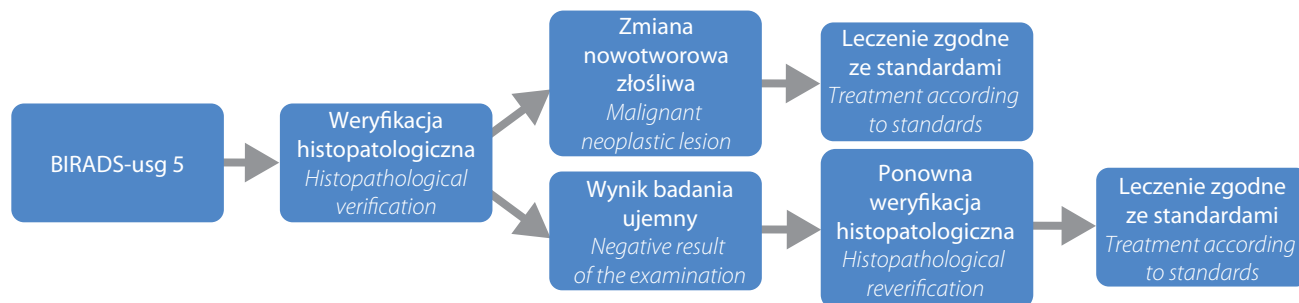 BIRADS-usg 5
Weryfikacja
histopatologiczna
Histopathological
verification
Zmiana
nowotworowa
złośliwa
Malignant
neoplastic lesion
Leczenie zgodne
ze standardami
Treatment according
to standards
Wynik badania
ujemny
Negative result
of the examination
Ponowna
weryfikacja
histopatologiczna
Histopathological
reverification
Leczenie zgodne
ze standardami
Treatment according
to standards